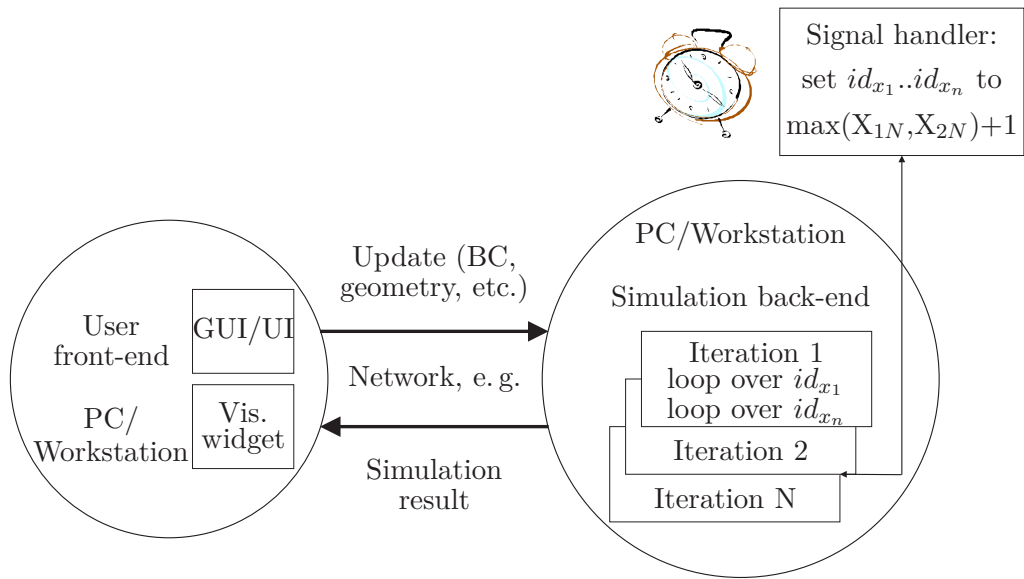 Signal handler:
set id_{x_1}..id_{x_n} to
max(X_{1N},X_{2N})+1
PC/Workstation
Simulation back-end
Iteration 1
loop over id_{x_1}
loop over id_{x_n}
Iteration 2
Iteration N
Update (BC,
geometry, etc.)
Network, e. g.
Simulation
result
User
front-end
GUI/UI
PC/
Workstation
Vis.
widget